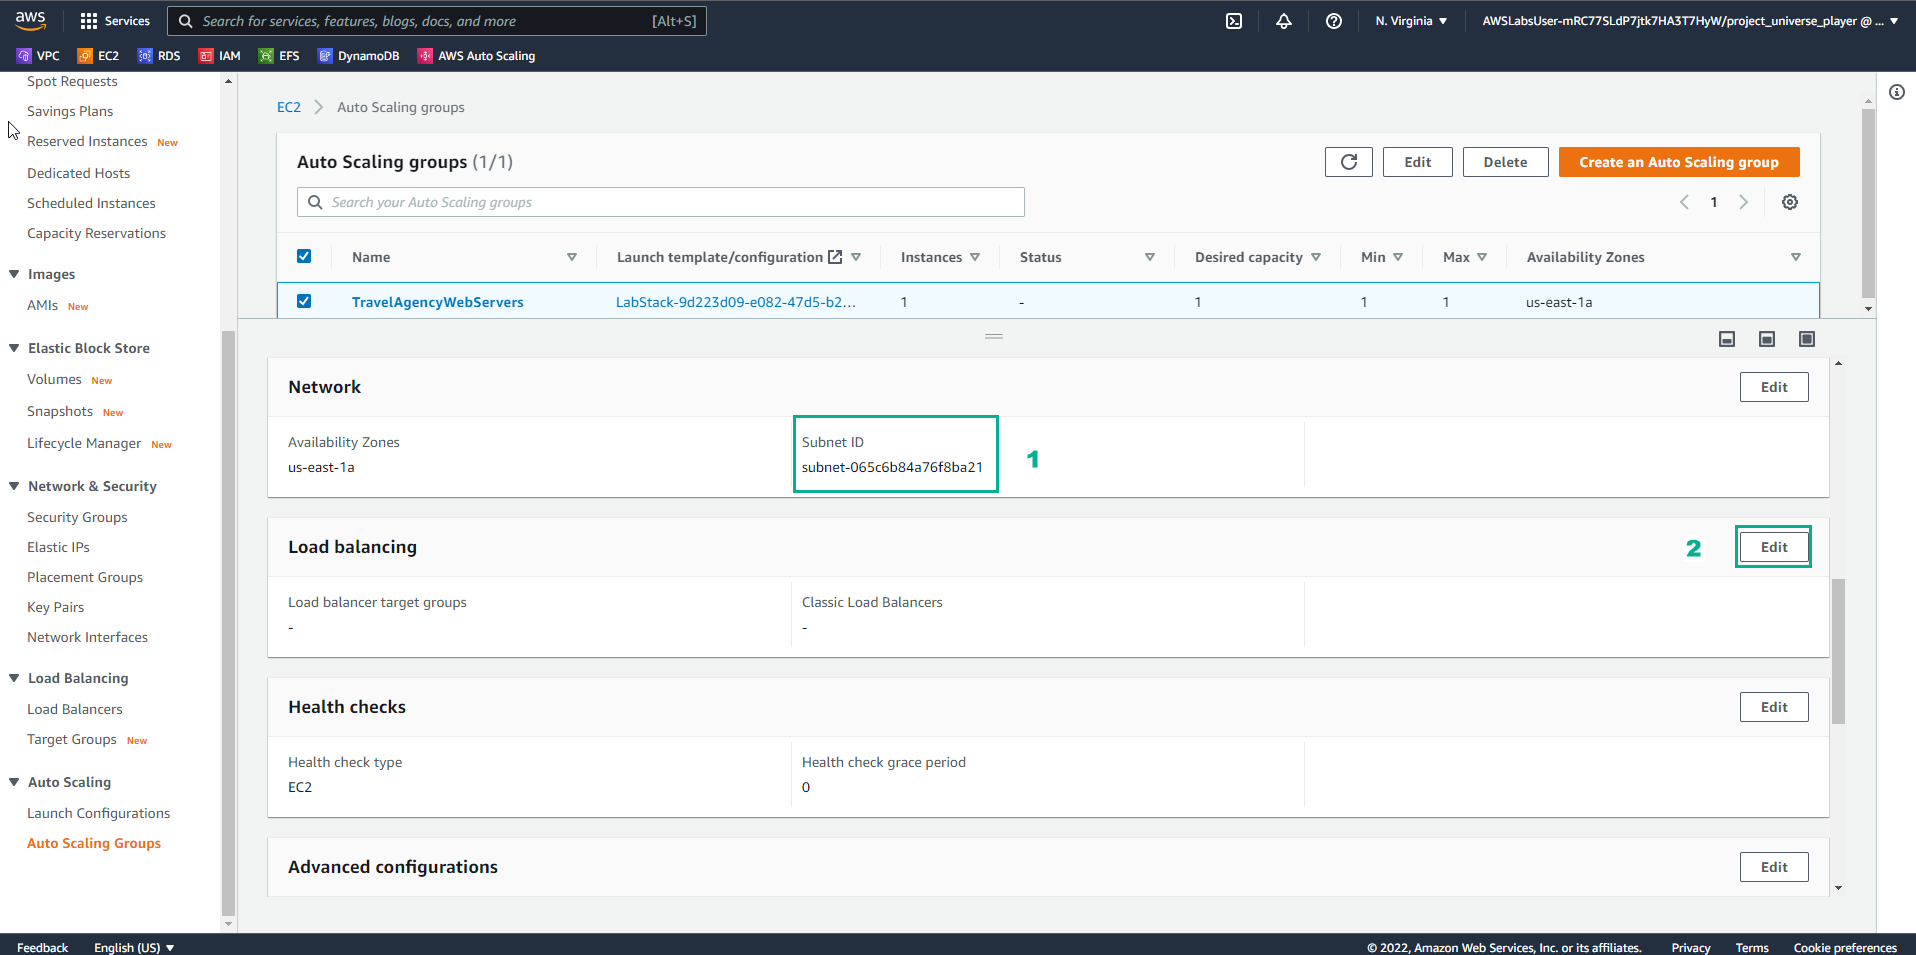 aws
Services
Search for services, features, blogs, docs, and more [Alt+S]
N. Virginia
AWSLabsUser-mRC77SLdP7jtk7HA3T7HyW/project_universe_player @ ...
VPC EC2 RDS IAM EFS DynamoDB AWS Auto Scaling
Spot Requests
Savings Plans
Reserved Instances New
Dedicated Hosts
Scheduled Instances
Capacity Reservations
Images
AMIs New
Elastic Block Store
Volumes New
Snapshots New
Lifecycle Manager New
Network & Security
Security Groups
Elastic IPs
Placement Groups
Key Pairs
Network Interfaces
Load Balancing
Load Balancers
Target Groups New
Auto Scaling
Launch Configurations
Auto Scaling Groups
EC2 Auto Scaling groups
Auto Scaling groups (1/1)
Edit Delete Create an Auto Scaling group
Search your Auto Scaling groups
1
Name Launch template/configuration Instances Status Desired capacity Min Max Availability Zones
TravelAgencyWebServers LabStack-9d223d09-e082-47d5-b2... 1 - 1 1 1 us-east-1a
Network Edit
Availability Zones Subnet ID
us-east-1a subnet-065c6b84a76f8ba21
1
Load balancing 2 Edit
Load balancer target groups Classic Load Balancers
- -
Health checks Edit
Health check type Health check grace period
EC2 0
Advanced configurations Edit
Feedback English (US) © 2022, Amazon Web Services, Inc. or its affiliates. Privacy Terms Cookie preferences